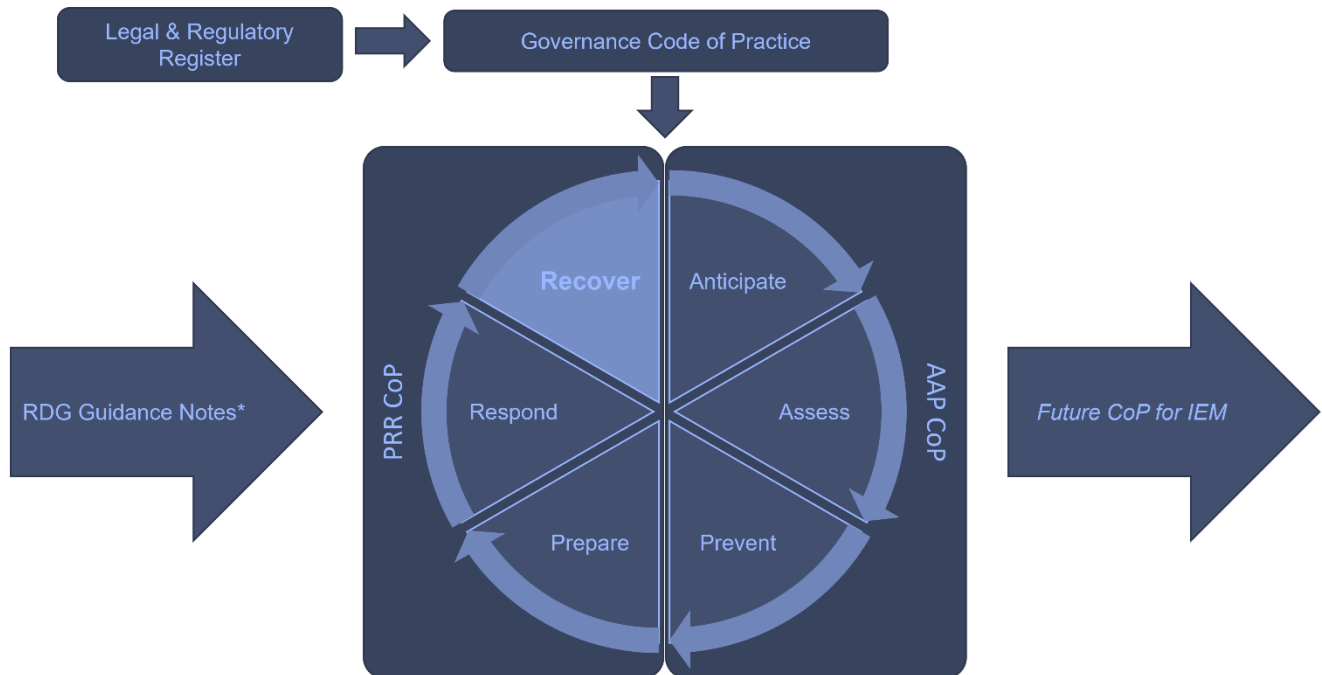 Legal & Regulatory
Register
Governance Code of Practice
Recover
Anticipate
PRR CoP
Respond
Assess
AAP CoP
Prepare
Prevent
RDG Guidance Notes*
Future CoP for IEM